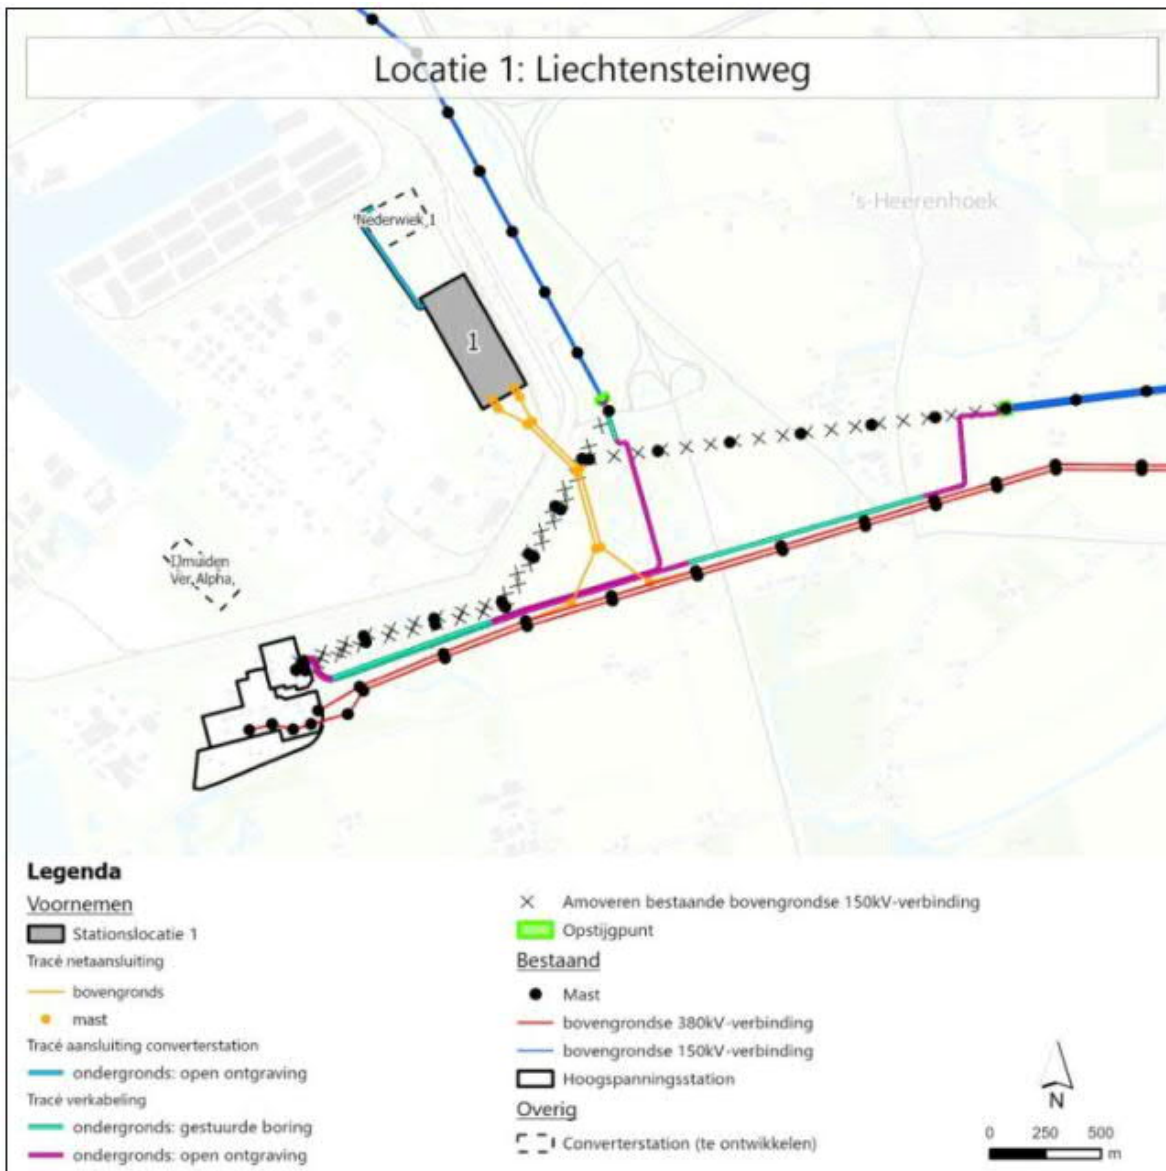 Locatie 1: Liechtensteinweg
's-Heerenhoek
Nederwiek 1
1
IJmuiden
Ver Alpha
Legenda
Voornemen
Stationslocatie 1
Tracé netaansluiting
bovengronds
mast
Tracé aansluiting converterstation
ondergronds: open ontgraving
Tracé verkabeling
ondergronds: gestuurde boring
ondergronds: open ontgraving
Amoveren bestaande bovengrondse 150kV-verbinding
Opstijgpunt
Bestaand
Mast
bovengrondse 380kV-verbinding
bovengrondse 150kV-verbinding
Hoogspanningsstation
Overig
Converterstation (te ontwikkelen)
N
0 250 500
m